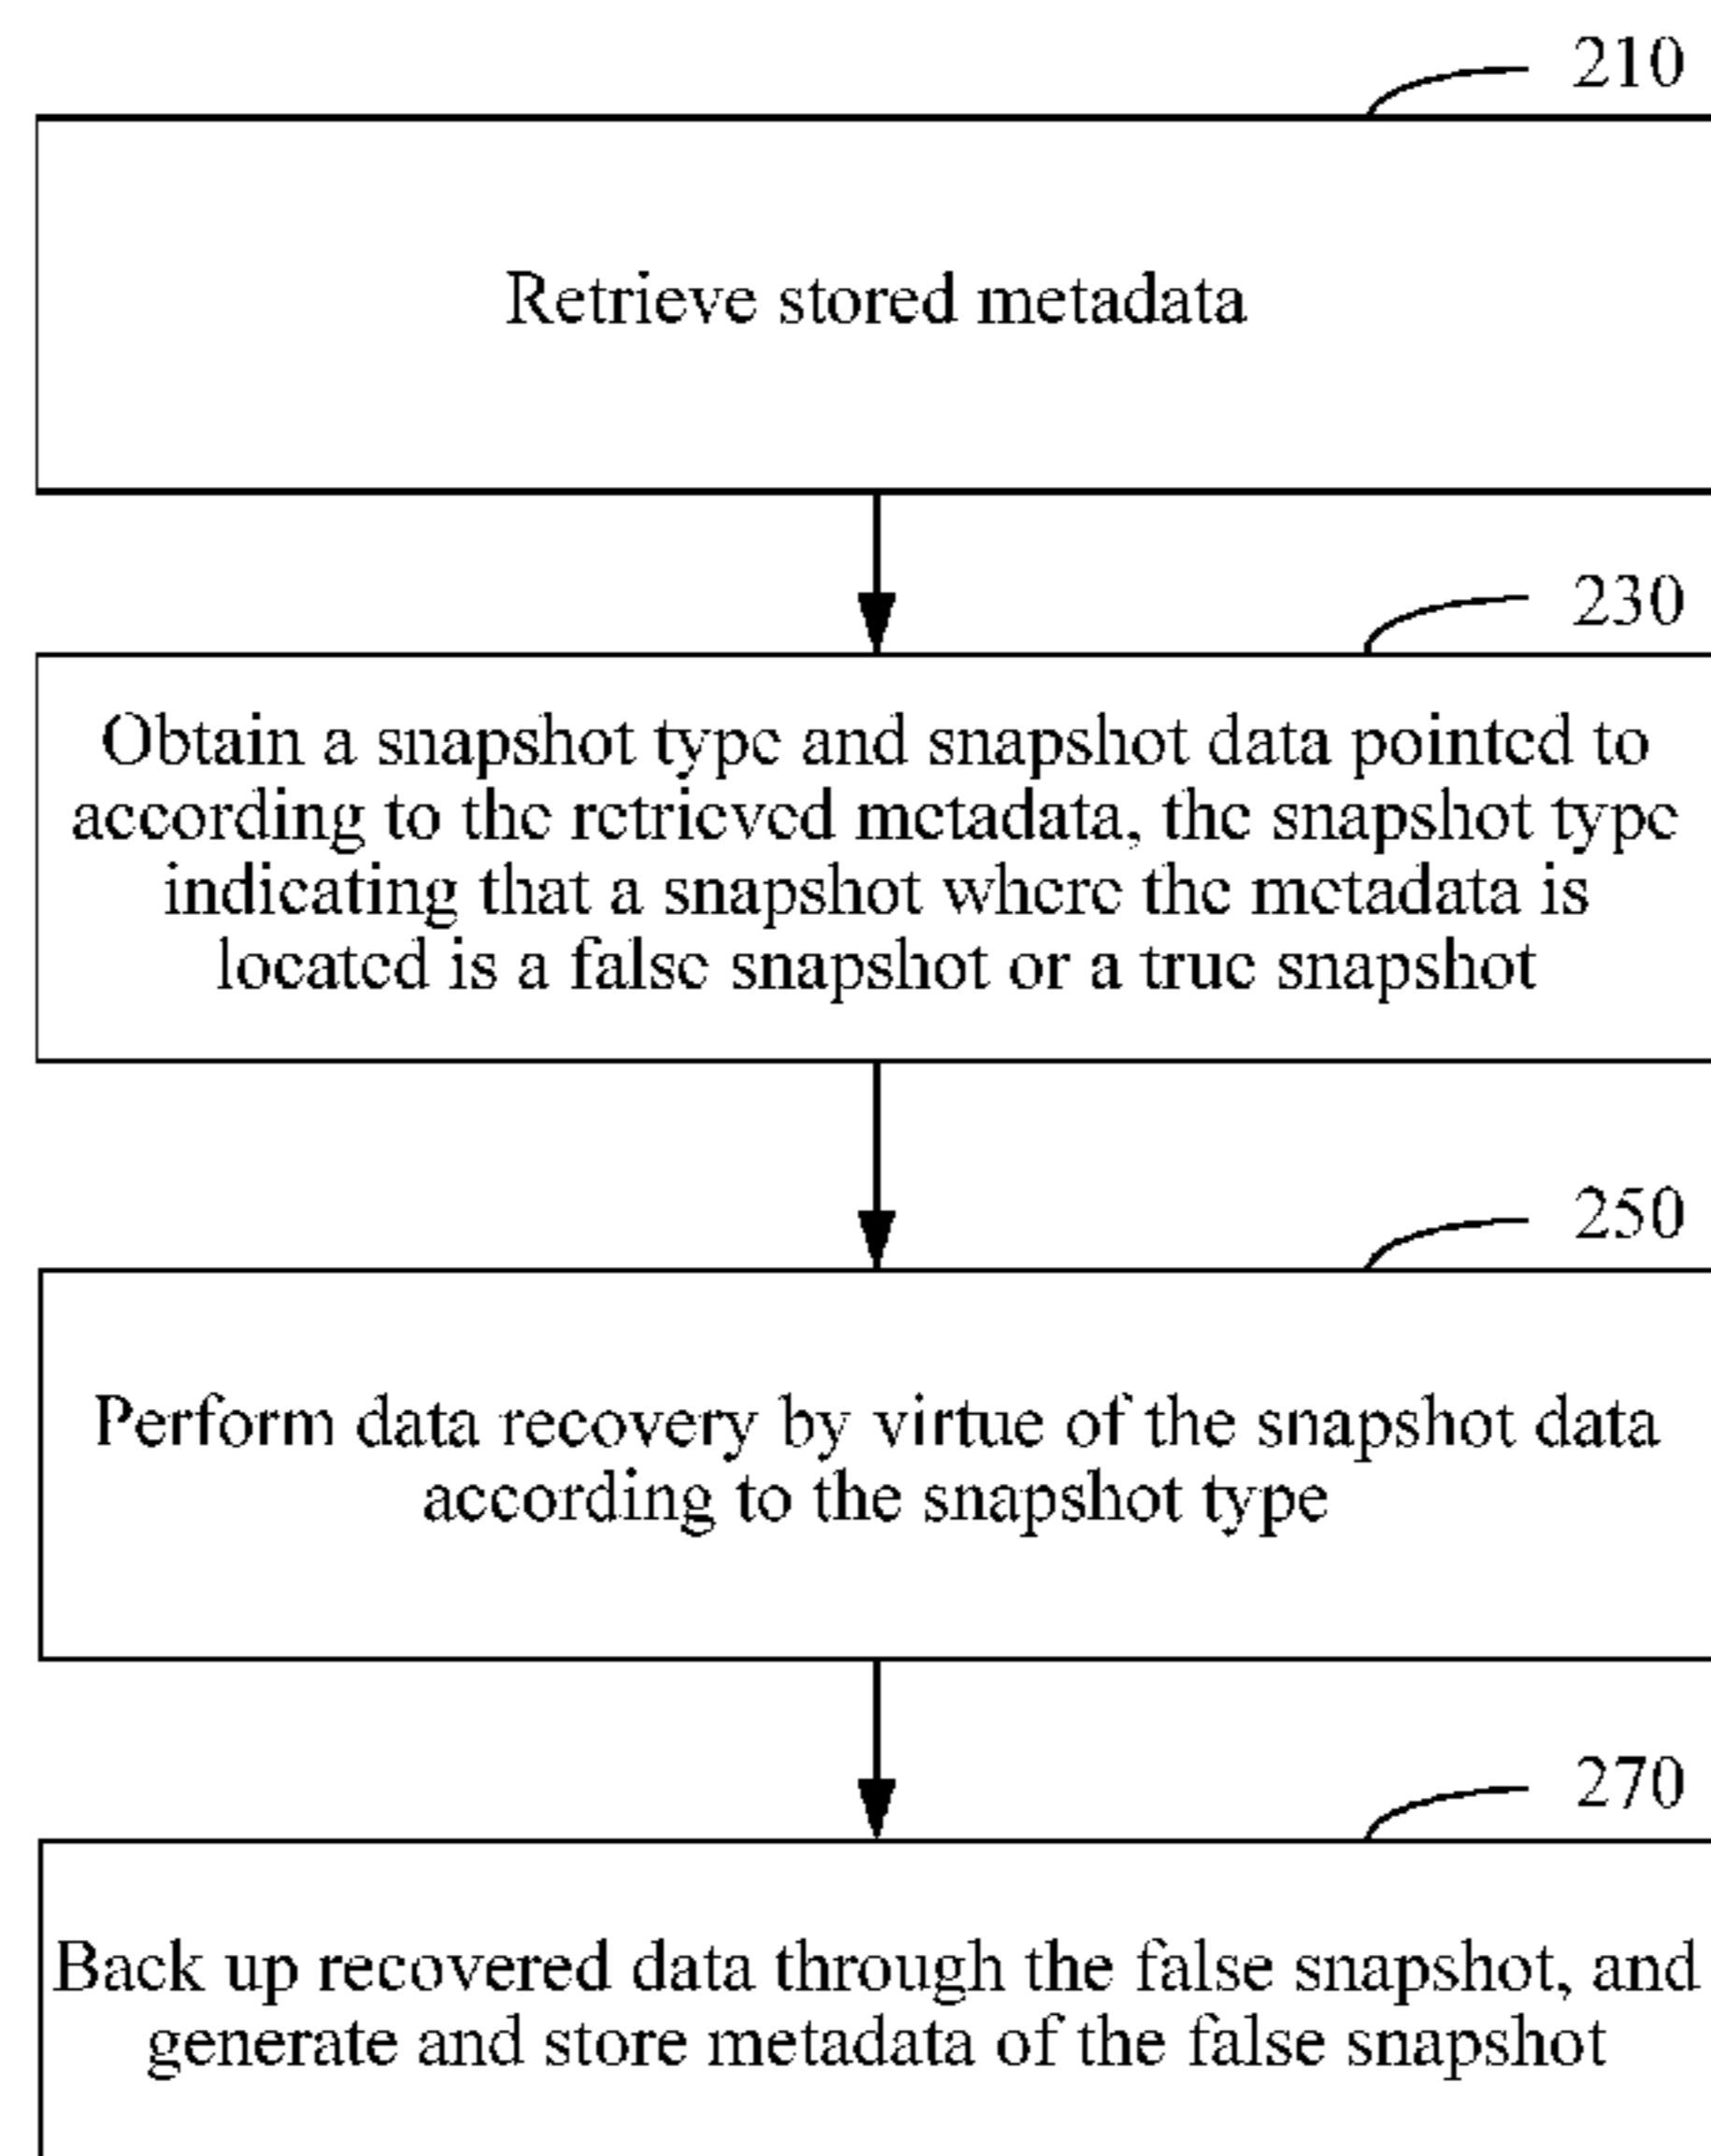 210
Retrieve stored metadata
230
Obtain a snapshot type and snapshot data pointed to
according to the retrieved metadata, the snapshot type
indicating that a snapshot where the metadata is
located is a false snapshot or a true snapshot
250
Perform data recovery by virtue of the snapshot data
according to the snapshot type
270
Back up recovered data through the false snapshot, and
generate and store metadata of the false snapshot